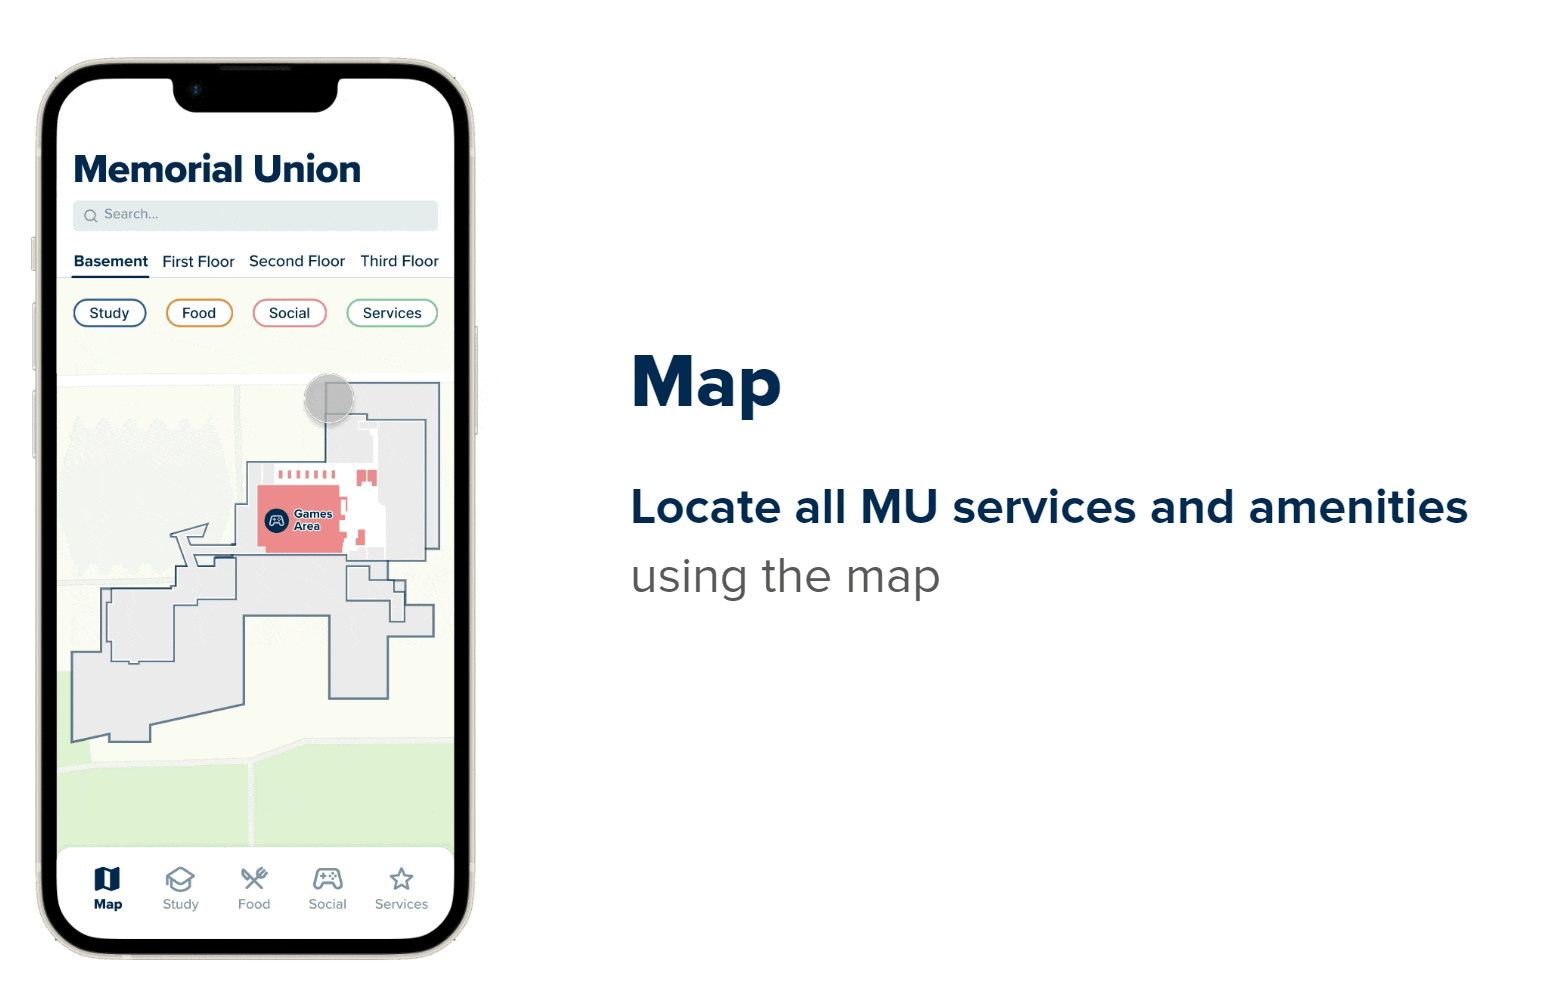 Memorial Union
Search...
Basement First Floor Second Floor Third Floor
Study Food Social Services
Games
Area
Map Study Food Social Services
Map
Locate all MU services and amenities
using the map